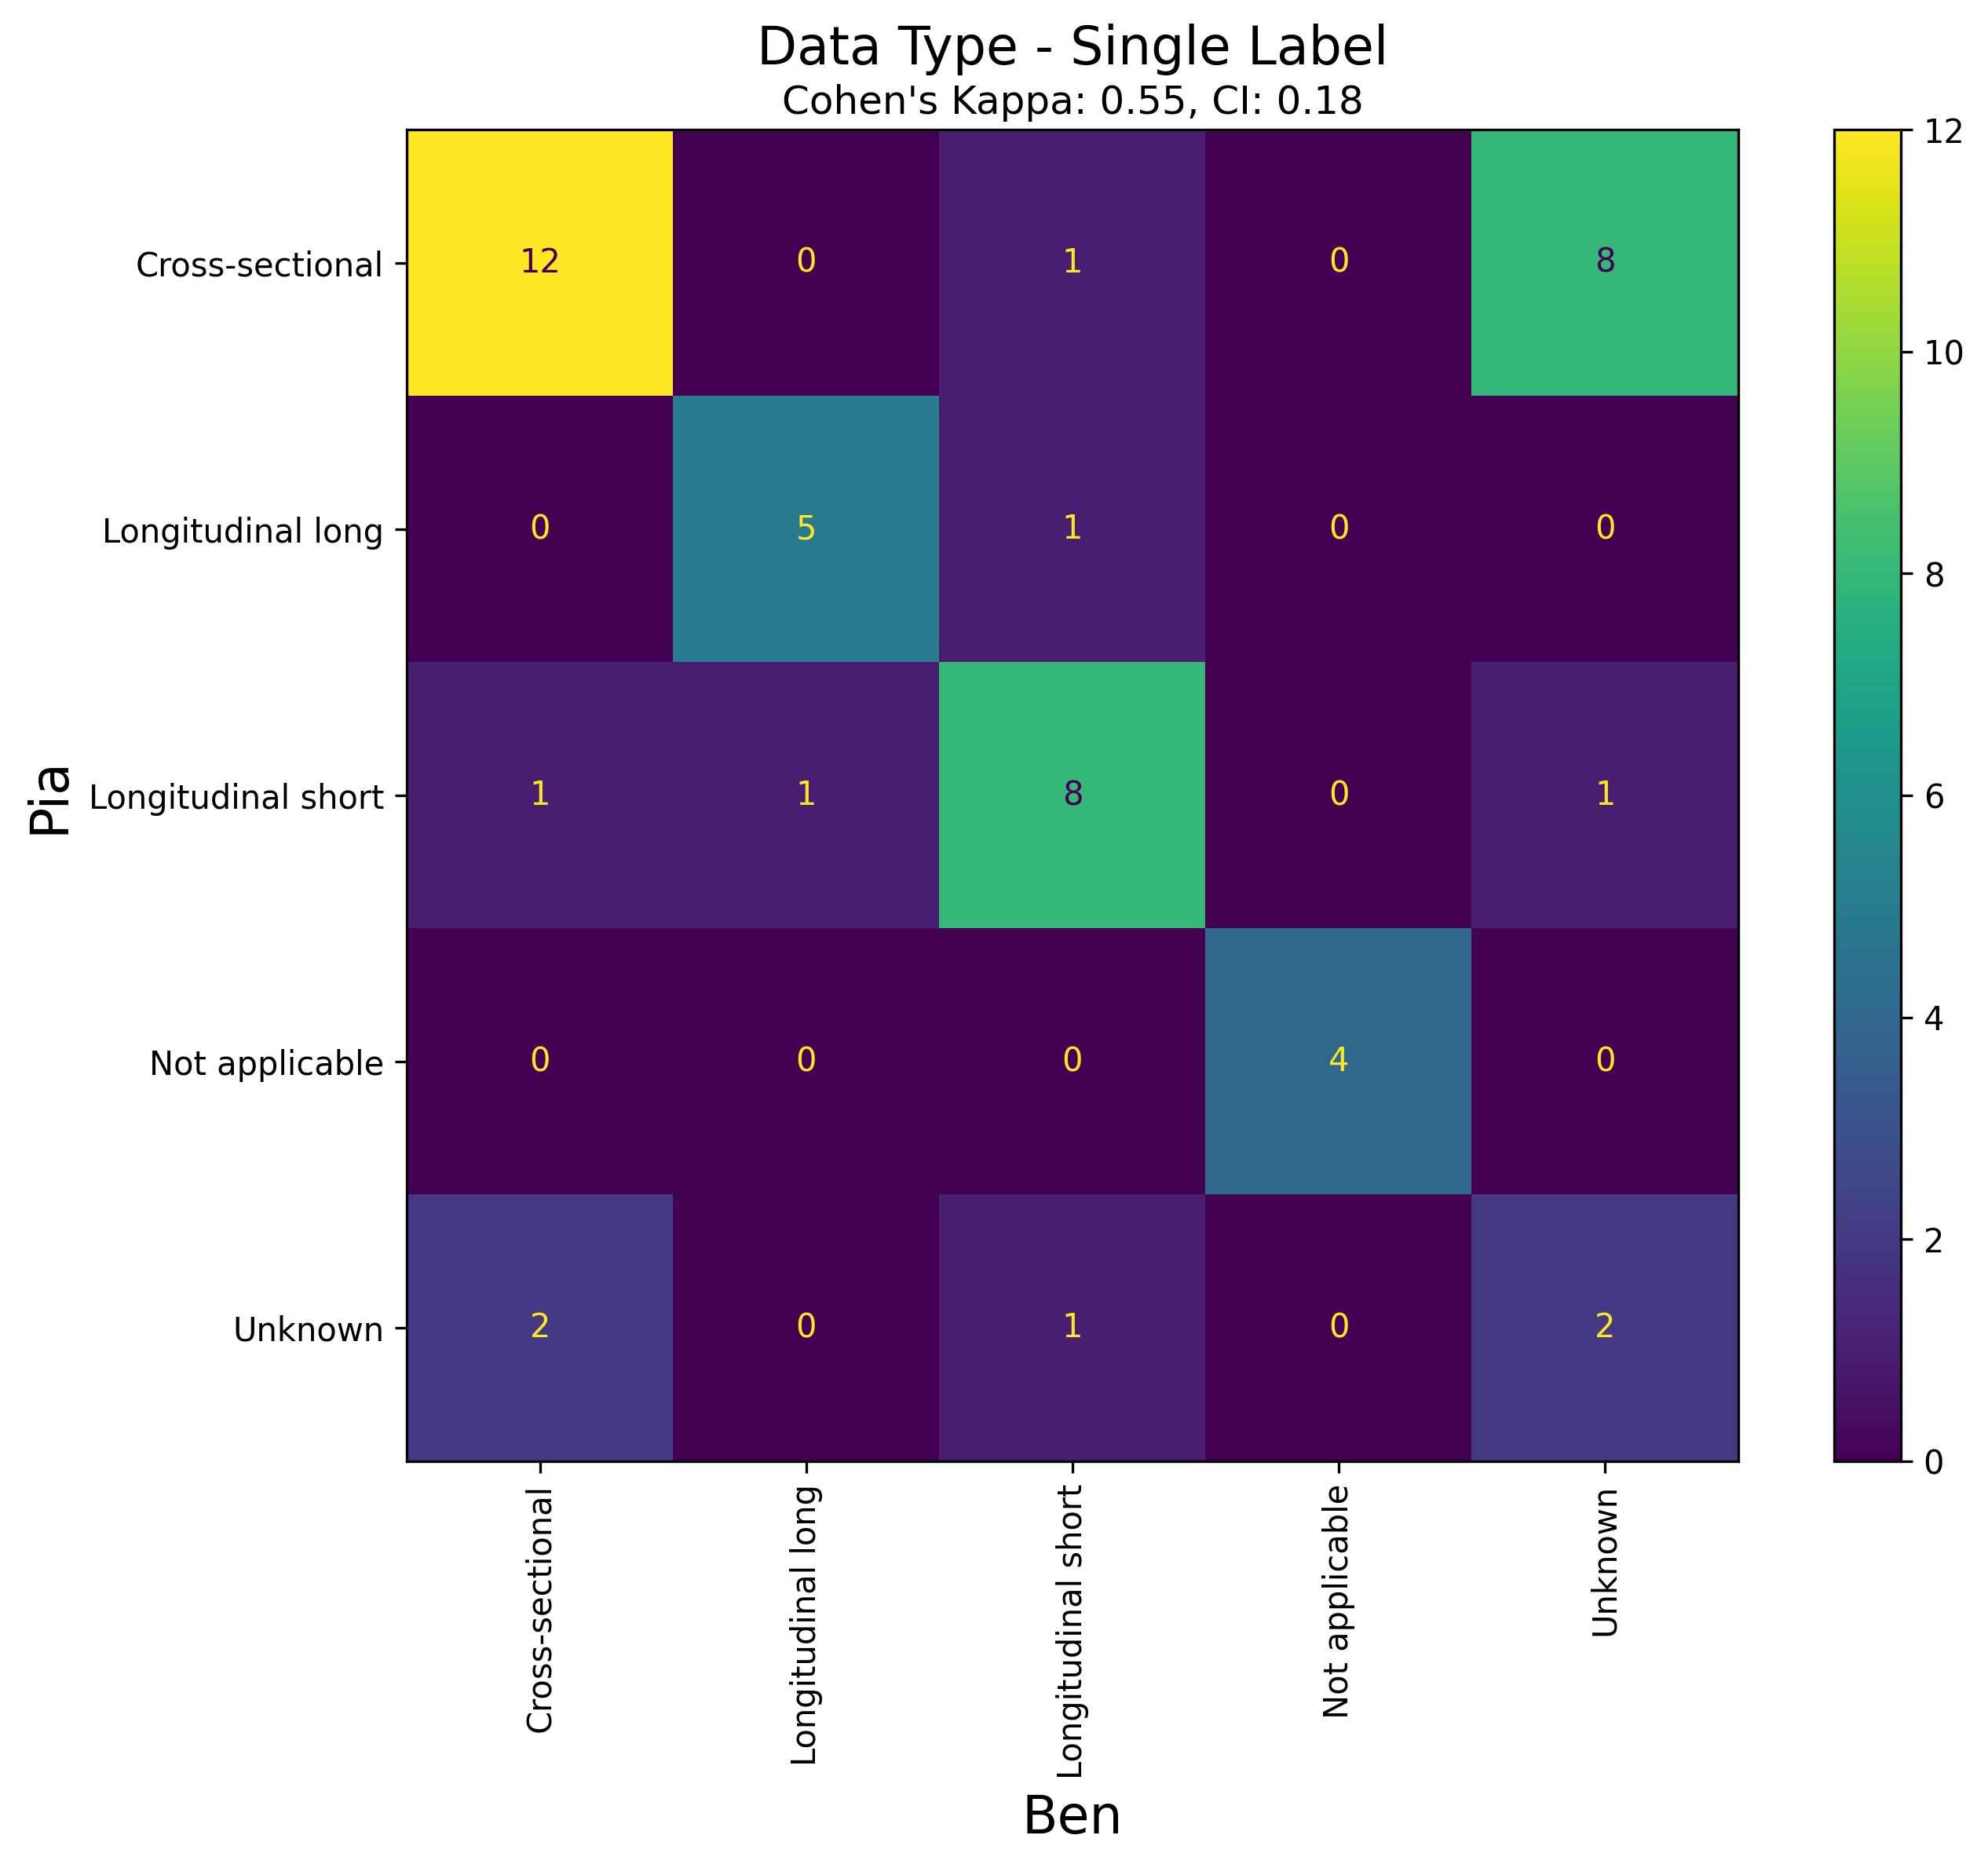 Data Type - Single Label
Cohen's Kappa: 0.55, CI: 0.18
Pia
Cross-sectional 12 0 1 0 8
Longitudinal long 0 5 1 0 0
Longitudinal short 1 1 8 0 1
Not applicable 0 0 0 4 0
Unknown 2 0 1 0 2
Cross-sectional
Longitudinal long
Longitudinal short
Not applicable
Unknown
Ben
12
10
8
6
4
2
0